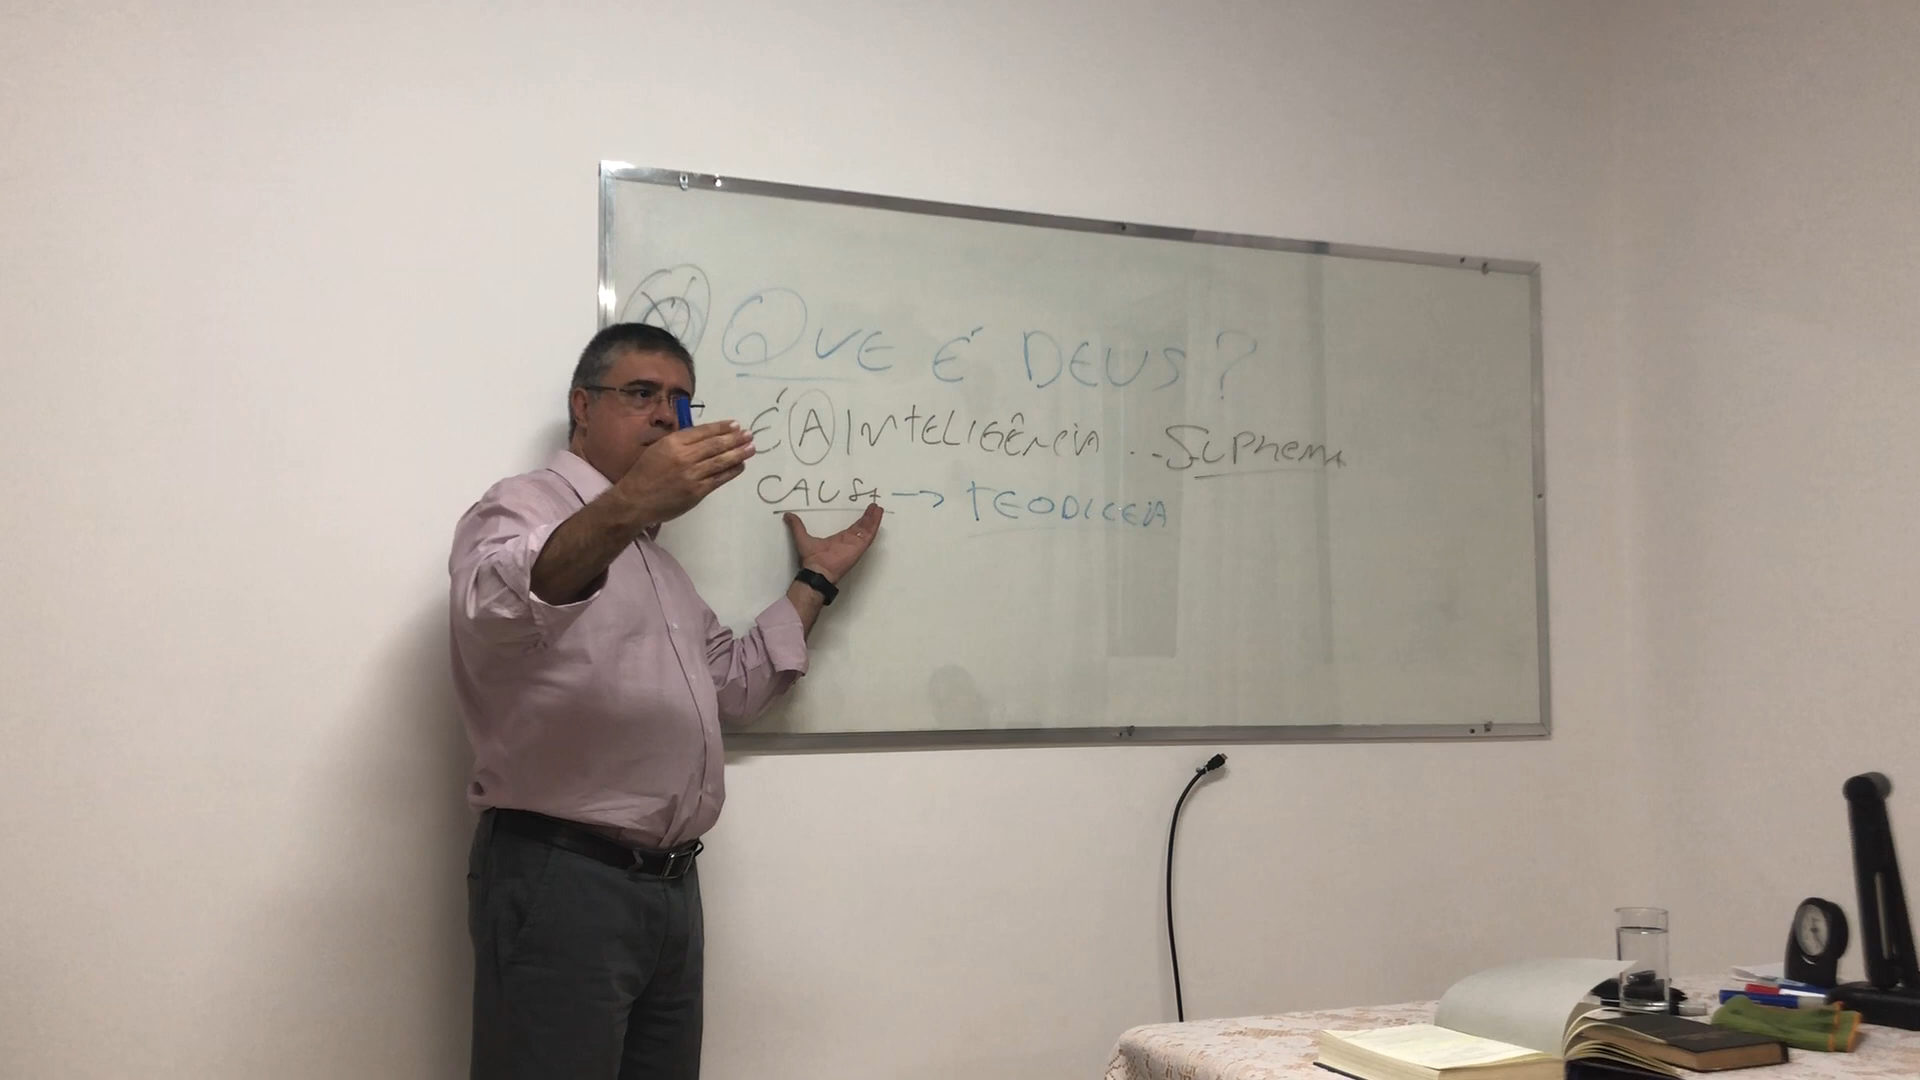 QUE É DEUS?
É A INTELIGÊNCIA ... SUPREMA
CAUSA → TEODICEIA